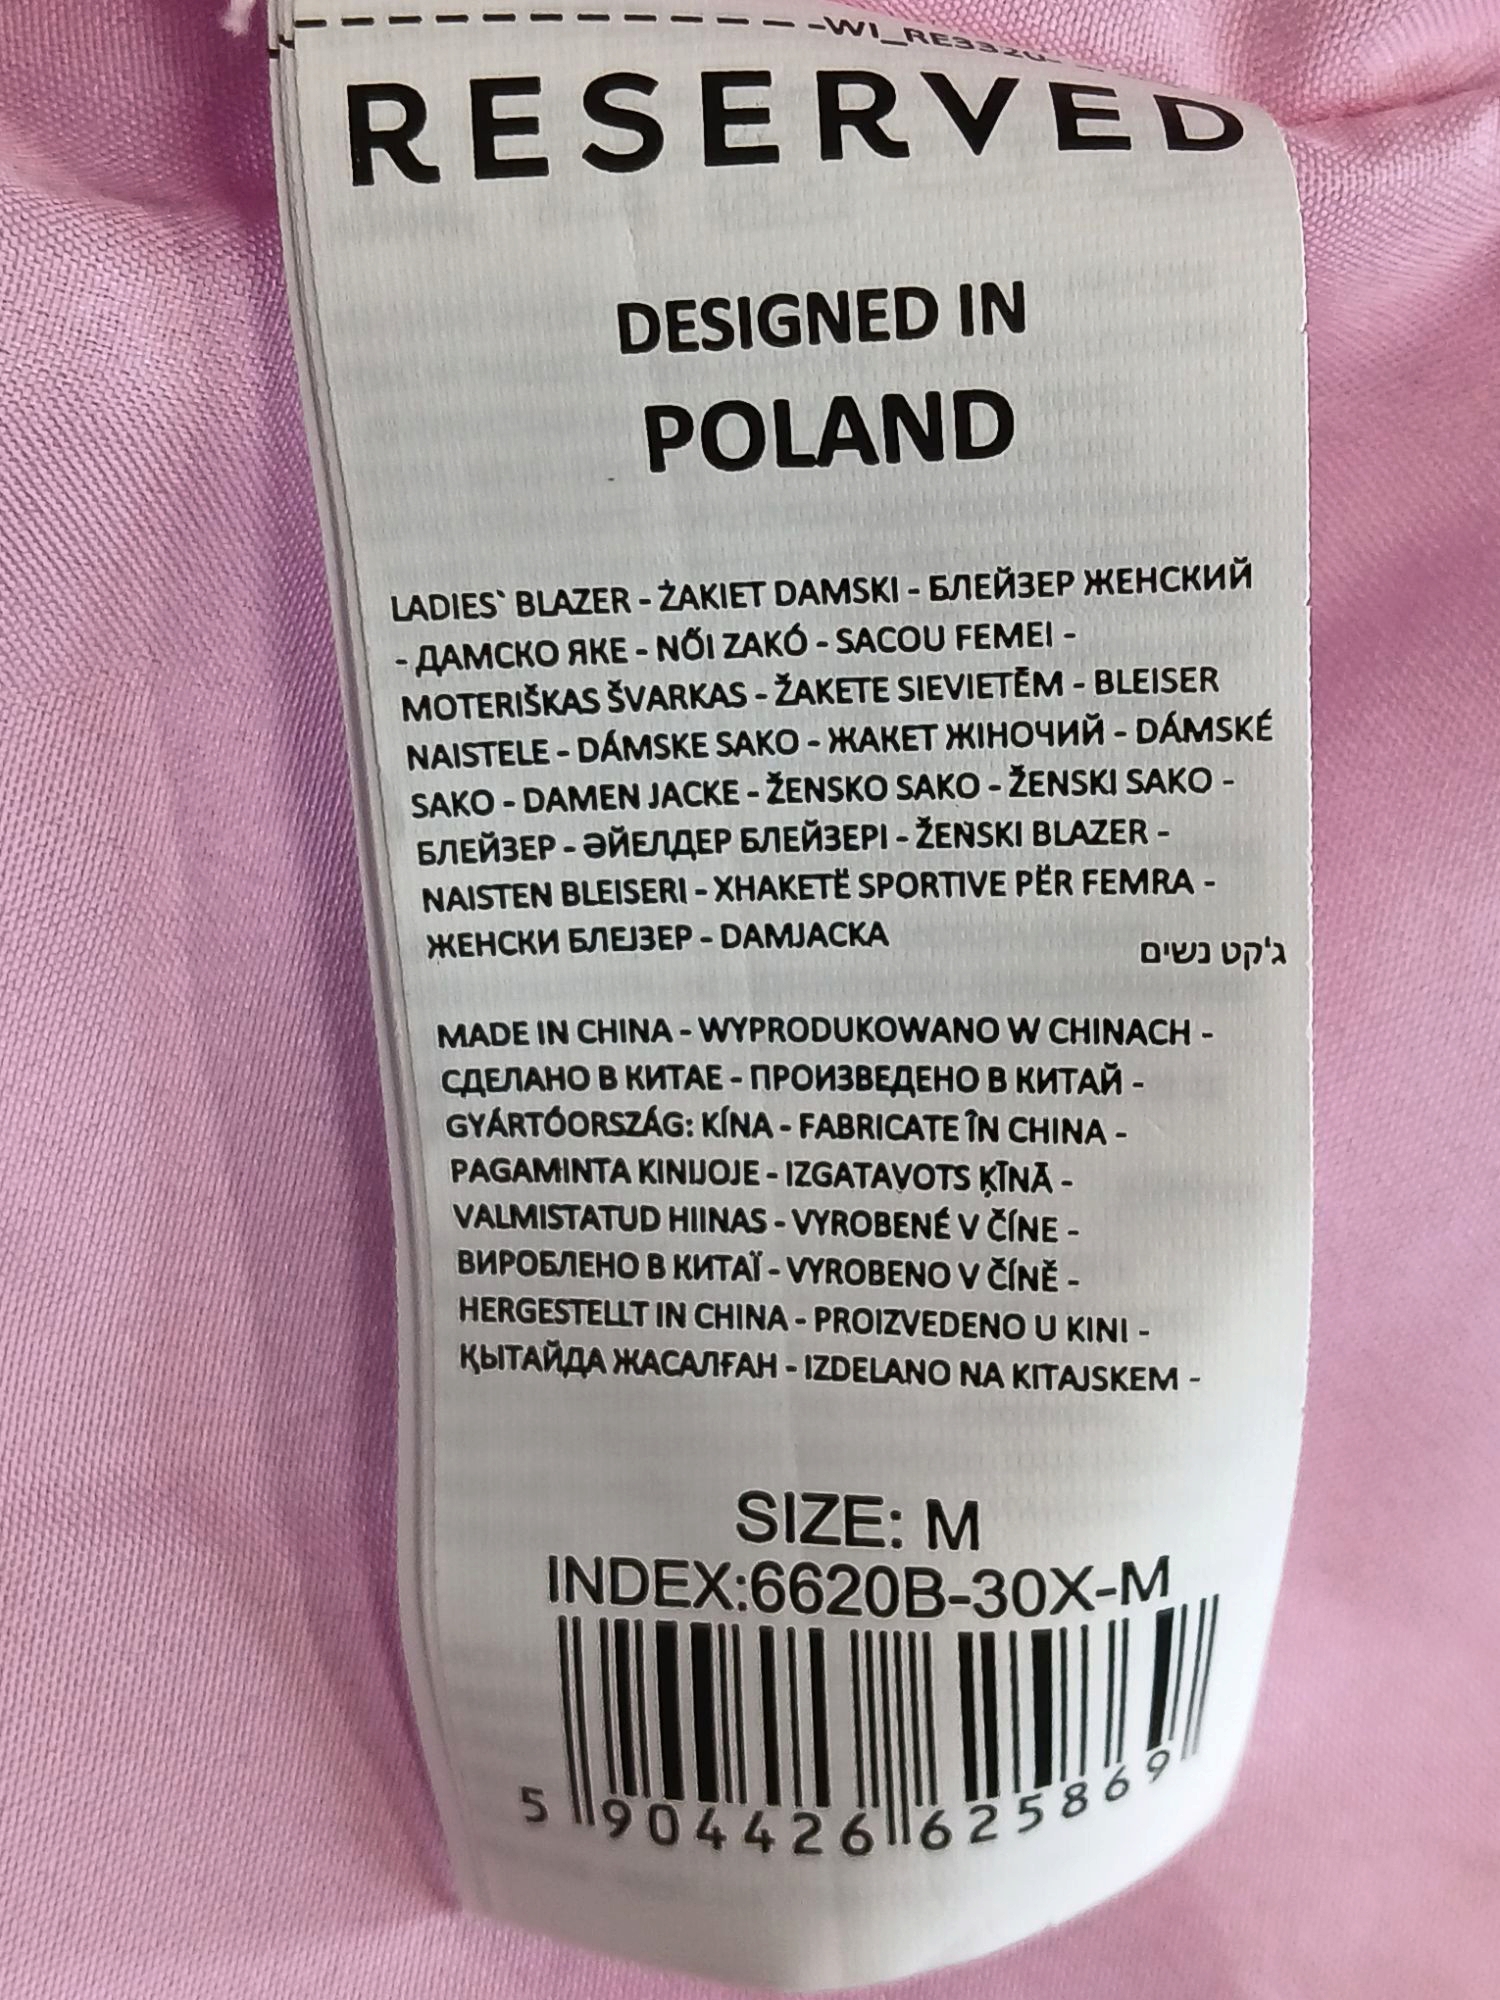 RESERVED
DESIGNED IN
POLAND
LADIES` BLAZER - ŻAKIET DAMSKI - БЛЕЙЗЕР ЖЕНСКИЙ
- ДАМСКО ЯКЕ - NŐI ZAKÓ - SACOU FEMEI -
MOTERIŠKAS ŠVARKAS - ŽAKETE SIEVIETĒM - BLEISER
NAISTELE - DÁMSKE SAKO - ЖАКЕТ ЖІНОЧИЙ - DÁMSKÉ
SAKO - DAMEN JACKE - ŽENSKO SAKO - ŽENSKI SAKO -
БЛЕЙЗЕР - ӘЙЕЛДЕР БЛЕЙЗЕРІ - ŽENSKI BLAZER -
NAISTEN BLEISERI - XHAKETË SPORTIVE PËR FEMRA -
ЖЕНСКИ БЛЕЈЗЕР - DAMJACKA
ג'קט נשים
MADE IN CHINA - WYPRODUKOWANO W CHINACH -
СДЕЛАНО В КИТАЕ - ПРОИЗВЕДЕНО В КИТАЙ -
GYÁRTÓORSZÁG: KÍNA - FABRICATE ÎN CHINA -
PAGAMINTA KINIJOJE - IZGATAVOTS ĶĪNĀ -
VALMISTATUD HIINAS - VYROBENÉ V ČÍNE -
ВИРОБЛЕНО В КИТАЇ - VYROBENO V ČÍNĚ -
HERGESTELLT IN CHINA - PROIZVEDENO U KINI -
ҚЫТАЙДА ЖАСАЛҒАН - IZDELANO NA KITAJSKEM -
SIZE: M
INDEX:6620B-30X-M
5 904426 625869